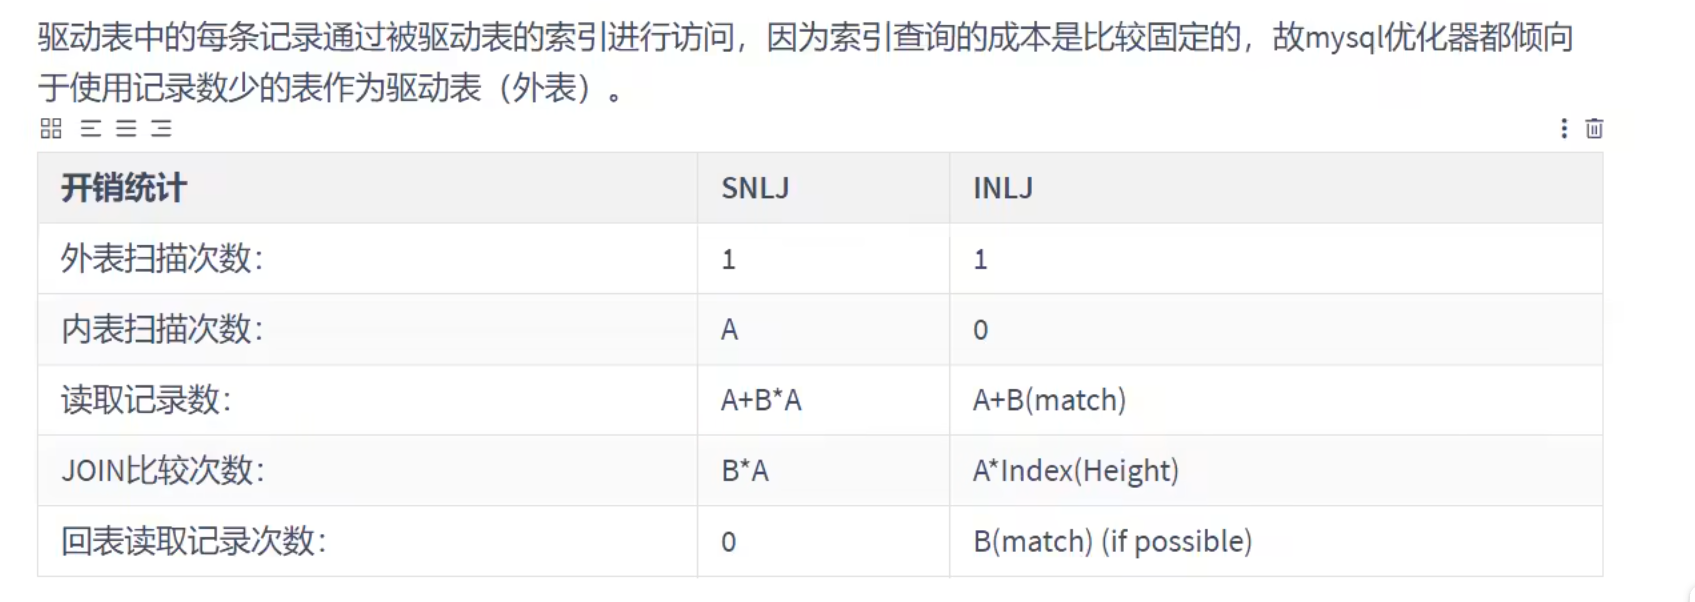 驱动表中的每条记录通过被驱动表的索引进行访问，因为索引查询的成本是比较固定的，故mysql优化器都倾向
于使用记录数少的表作为驱动表（外表）。
开销统计 SNLJ INLJ
外表扫描次数： 1 1
内表扫描次数： A 0
读取记录数： A+B*A A+B(match)
JOIN比较次数： B*A A*Index(Height)
回表读取记录次数： 0 B(match) (if possible)